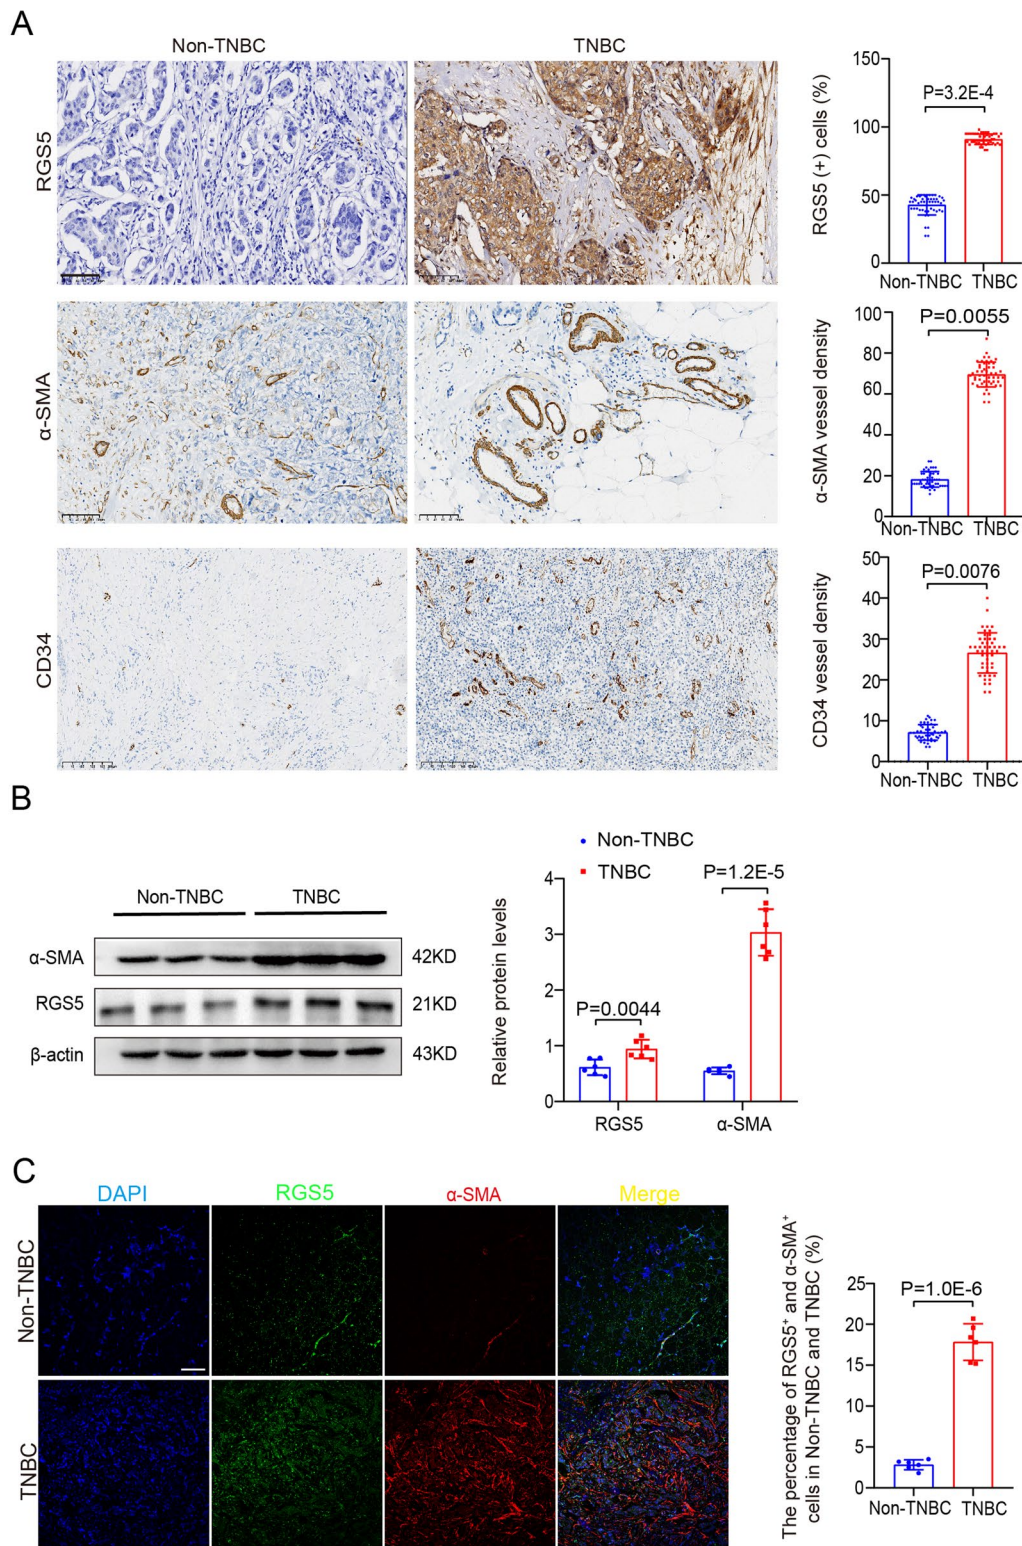 A
Non-TNBC
TNBC
RGS5
α-SMA
CD34
RGS5 (+) cells (%)
150
100
50
0
P=3.2E-4
Non-TNBC TNBC
α-SMA vessel density
100
80
60
40
20
0
P=0.0055
Non-TNBC TNBC
CD34 vessel density
50
40
30
20
10
0
P=0.0076
Non-TNBC TNBC
B
Non-TNBC TNBC
α-SMA 42KD
RGS5 21KD
β-actin 43KD
Non-TNBC
TNBC
Relative protein levels
4
3
2
1
0
P=0.0044
P=1.2E-5
RGS5 α-SMA
C
DAPI RGS5 α-SMA Merge
Non-TNBC
TNBC
The percentage of RGS5⁺ and α-SMA⁺
cells in Non-TNBC and TNBC (%)
25
20
15
10
5
0
P=1.0E-6
Non-TNBC TNBC